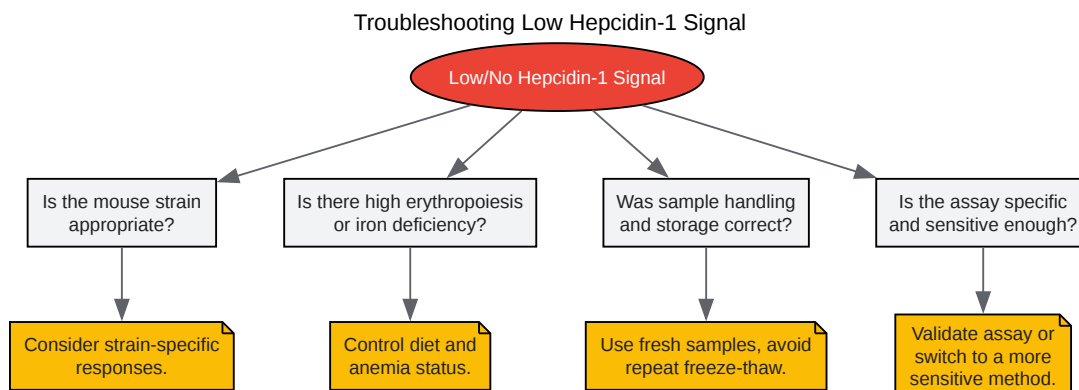 Troubleshooting Low Hepcidin-1 Signal
Low/No Hepcidin-1 Signal
Is the mouse strain
appropriate?
Is there high erythropoiesis
or iron deficiency?
Was sample handling
and storage correct?
Is the assay specific
and sensitive enough?
Consider strain-specific
responses.
Control diet and
anemia status.
Use fresh samples, avoid
repeat freeze-thaw.
Validate assay or
switch to a more
sensitive method.